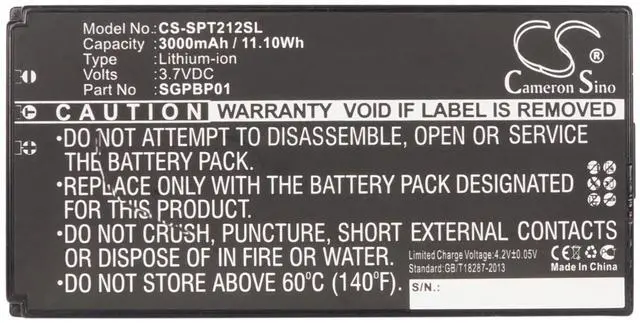 Model: CS-SPT212SL
Capacity: 3000mAh / 11.10Wh
Type: Lithium-ion
Volts: 3.7VDC
Model: SGPBP01
CS
Cameron Sino
CAUTION WARRANTY VOID IF LABEL IS REMOVED
•DO NOT ATTEMPT TO DISASSEMBLE, OPEN OR SERVICE
THE BATTERY PACK.
•REPLACE ONLY WITH THE BATTERY PACK DESIGNATED FOR
THIS PRODUCT.
•DO NOT CRUSH, PUNCTURE, SHORT EXTERNAL CONTACTS
OR DISPOSE OF IN FIRE OR WATER.
•DO NOT EXPOSE ABOVE 60°C (140°F).
Limited Charge Voltage:4.2V±0.05V
Standard:GB/T18287-2013
S/N:
CE
Made In China